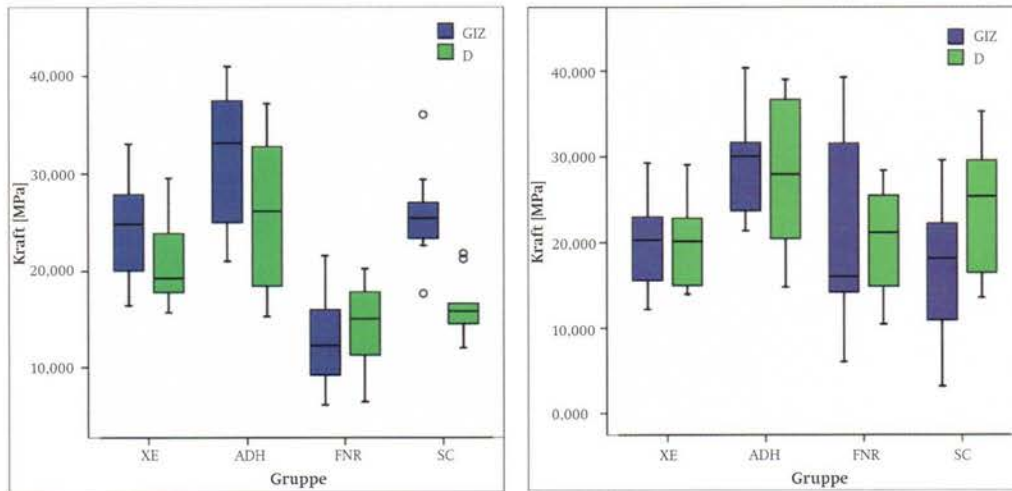 GIZ
D
40,000
30,000
20,000
10,000
Kraft [MPa]
XE ADH FNR SC
Gruppe
GIZ
D
40,000
30,000
20,000
10,000
0,000
Kraft [MPa]
XE ADH FNR SC
Gruppe